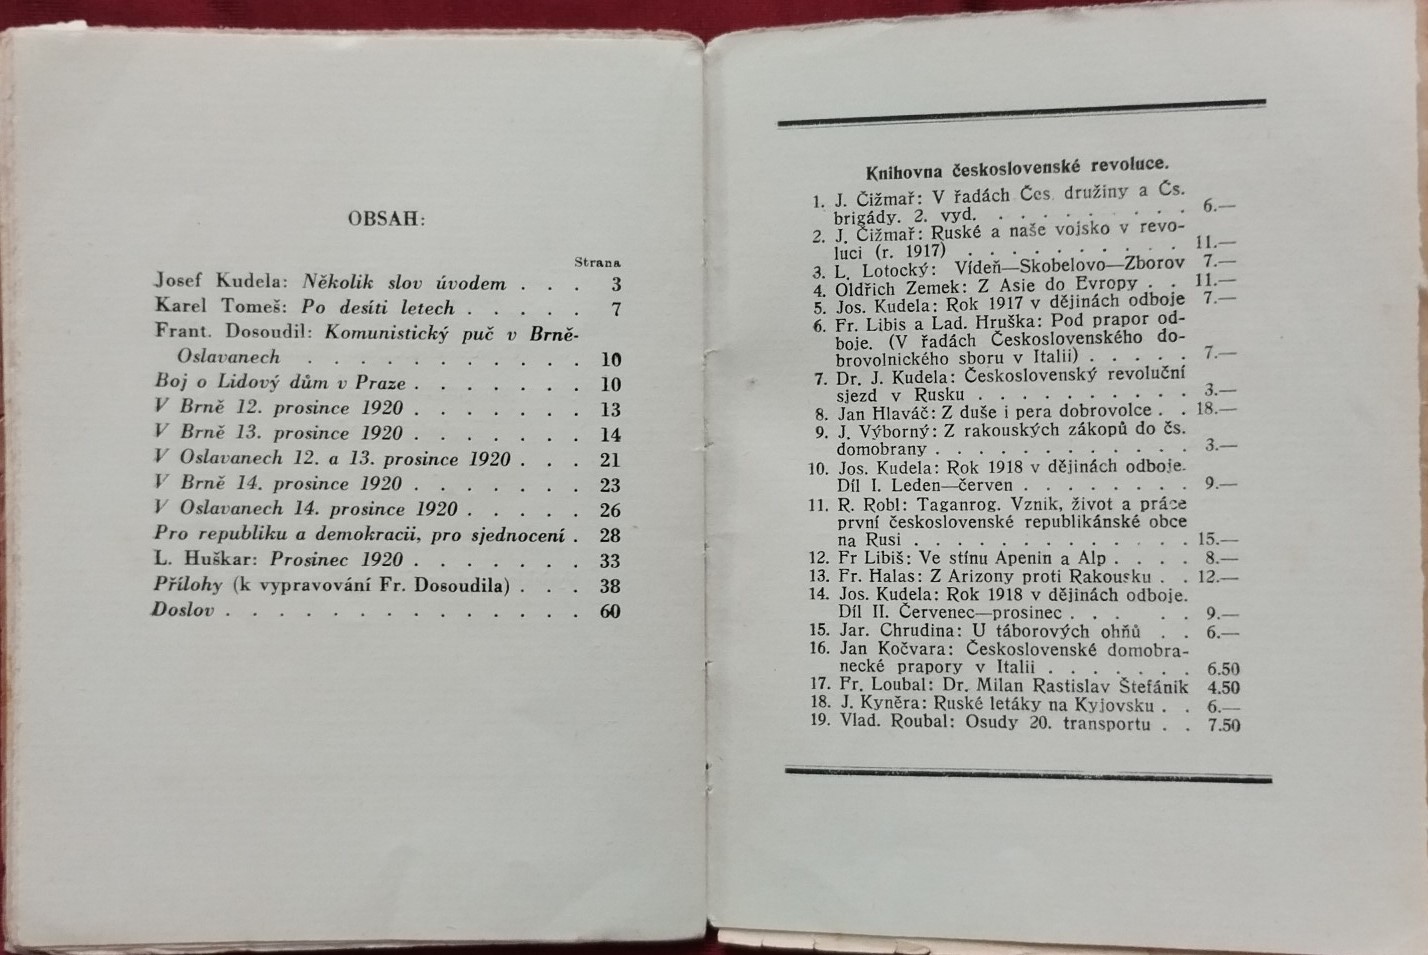 OBSAH:
Strana
Josef Kudela: Několik slov úvodem . . . 3
Karel Tomeš: Po desíti letech . . . . . 7
Frant. Dosoudil: Komunistický puč v Brně-
Oslavanech . . . . . . . . . . . 10
Boj o Lidový dům v Praze . . . . . . . 10
V Brně 12. prosince 1920 . . . . . . . 13
V Brně 13. prosince 1920 . . . . . . . 14
V Oslavanech 12. a 13. prosince 1920 . . . 21
V Brně 14. prosince 1920 . . . . . . . 23
V Oslavanech 14. prosince 1920 . . . . . 26
Pro republiku a demokracii, pro sjednocení . 28
L. Huškar: Prosinec 1920 . . . . . . . 33
Přílohy (k vypravování Fr. Dosoudila) . . . 38
Doslov . . . . . . . . . . . . . . 60
Knihovna československé revoluce.
1. J. Čižmař: V řadách Čes. družiny a Čs.
brigády. 2. vyd. . . . . . . . . . 6.—
2. J. Čižmař: Ruské a naše vojsko v revo-
luci (r. 1917) . . . . . . . . . . 11.—
3. L. Lotocký: Vídeň—Skobelovo—Zborov 7.—
4. Oldřich Zemek: Z Asie do Evropy . . 11.—
5. Jos. Kudela: Rok 1917 v dějinách odboje 7.—
6. Fr. Libis a Lad. Hruška: Pod prapor od-
boje. (V řadách Československého do-
brovolnického sboru v Italii) . . . . . 7.—
7. Dr. J. Kudela: Československý revoluční
sjezd v Rusku . . . . . . . . . . 3.—
8. Jan Hlaváč: Z duše i pera dobrovolce . . 18.—
9. J. Výborný: Z rakouských zákopů do čs.
domobrany . . . . . . . . . . . . 3.—
10. Jos. Kudela: Rok 1918 v dějinách odboje.
Díl I. Leden—červen . . . . . . . . 9.—
11. R. Robl: Taganrog. Vznik, život a práce
první československé republikánské obce
na Rusi . . . . . . . . . . . . . 15.—
12. Fr Libiš: Ve stínu Apenin a Alp . . . . 8.—
13. Fr. Halas: Z Arizony proti Rakousku . . 12.—
14. Jos. Kudela: Rok 1918 v dějinách odboje.
Díl II. Červenec—prosinec . . . . . . 9.—
15. Jar. Chrudina: U táborových ohňů . . 6.—
16. Jan Kočvara: Československé domobra-
necké prapory v Italii . . . . . . . 6.50
17. Fr. Loubal: Dr. Milan Rastislav Štefánik 4.50
18. J. Kyněra: Ruské letáky na Kyjovsku . . 6.—
19. Vlad. Roubal: Osudy 20. transportu . . 7.50